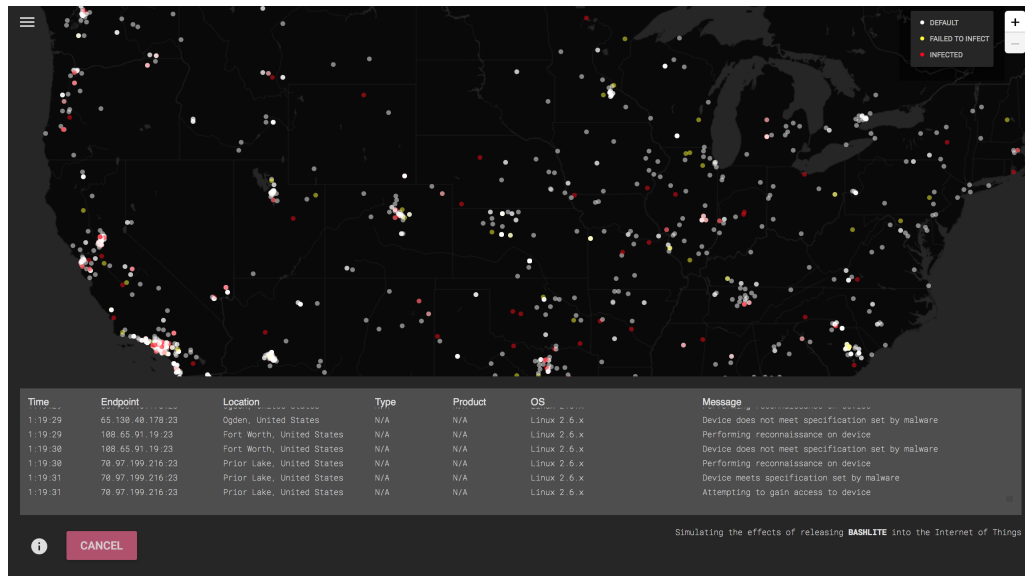 DEFAULT
FAILED TO INFECT
INFECTED
+
−
Time Endpoint Location Type Product OS Message
1:19:29 65.130.40.178:23 Ogden, United States N/A N/A Linux 2.6.x Device does not meet specification set by malware
1:19:29 108.65.91.19:23 Fort Worth, United States N/A N/A Linux 2.6.x Performing reconnaissance on device
1:19:30 108.65.91.19:23 Fort Worth, United States N/A N/A Linux 2.6.x Device does not meet specification set by malware
1:19:30 70.97.199.216:23 Prior Lake, United States N/A N/A Linux 2.6.x Performing reconnaissance on device
1:19:31 70.97.199.216:23 Prior Lake, United States N/A N/A Linux 2.6.x Device meets specification set by malware
1:19:31 70.97.199.216:23 Prior Lake, United States N/A N/A Linux 2.6.x Attempting to gain access to device
Simulating the effects of releasing BASHLITE into the Internet of Things
i
CANCEL